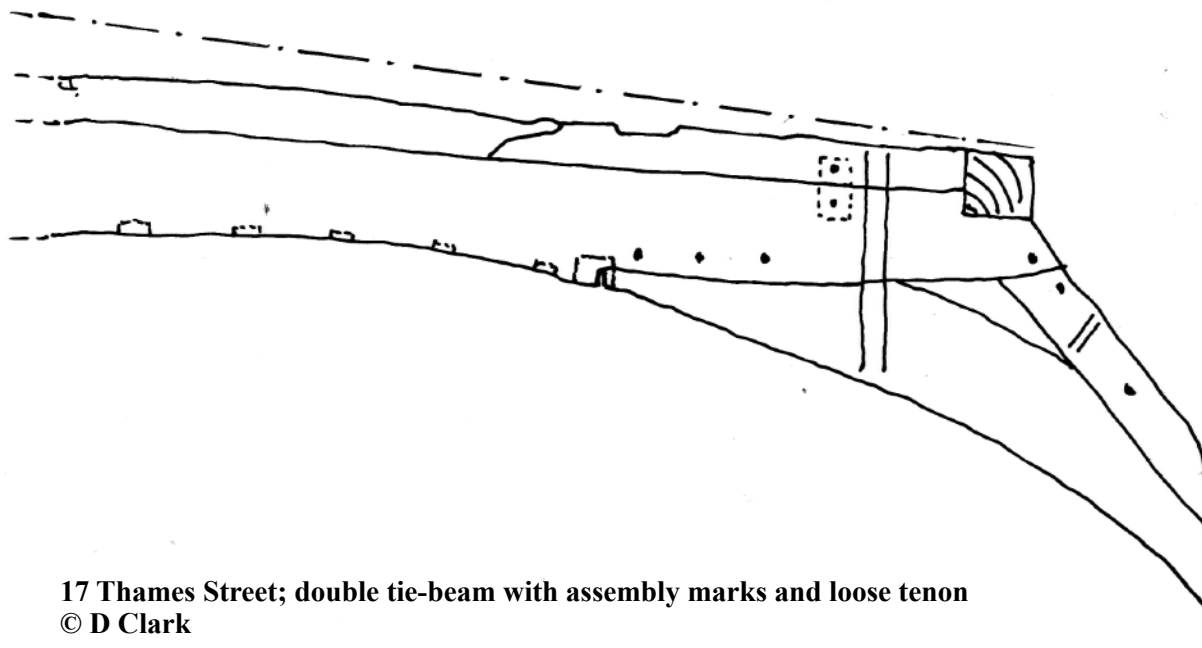 17 Thames Street; double tie-beam with assembly marks and loose tenon
© D Clark